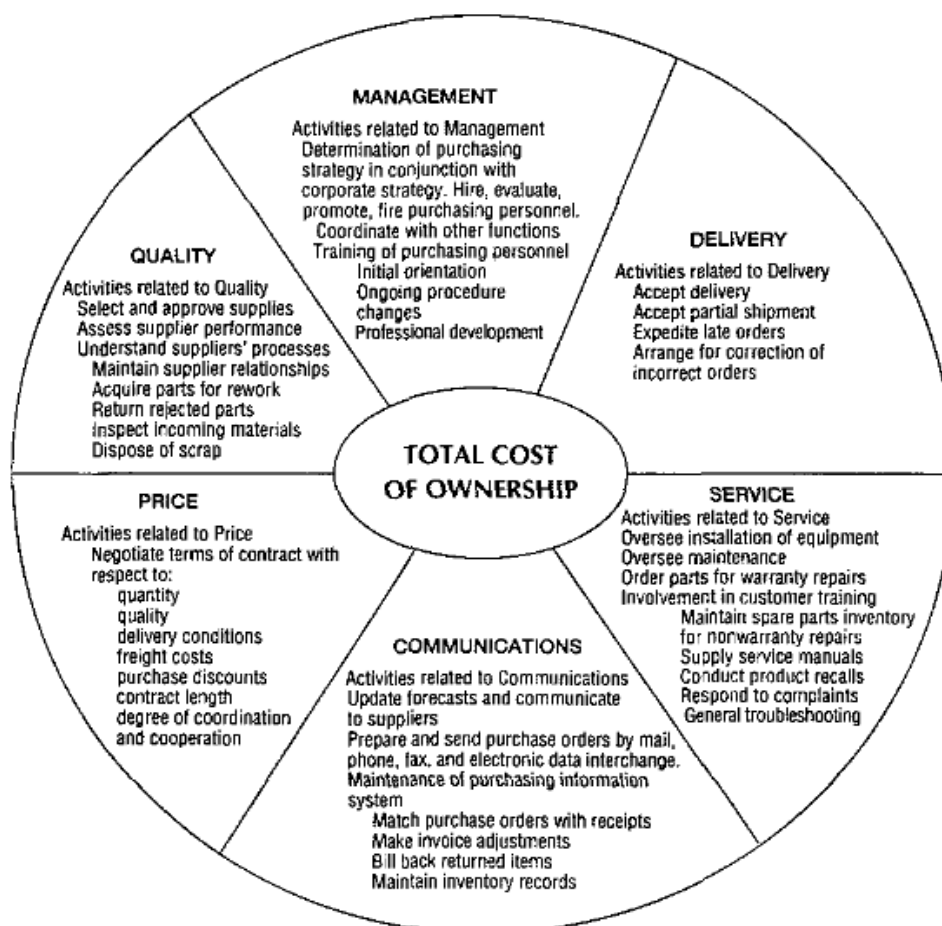 MANAGEMENT
Activities related to Management
Determination of purchasing
strategy in conjunction with
corporate strategy. Hire, evaluate,
promote, fire purchasing personnel.
Coordinate with other functions
Training of purchasing personnel
Initial orientation
Ongoing procedure
changes
Professional development
DELIVERY
Activities related to Delivery
Accept delivery
Accept partial shipment
Expedite late orders
Arrange for correction of
incorrect orders
QUALITY
Activities related to Quality
Select and approve supplies
Assess supplier performance
Understand suppliers' processes
Maintain supplier relationships
Acquire parts for rework
Return rejected parts
Inspect incoming materials
Dispose of scrap
TOTAL COST
OF OWNERSHIP
PRICE
Activities related to Price
Negotiate terms of contract with
respect to:
quantity
quality
delivery conditions
freight costs
purchase discounts
contract length
degree of coordination
and cooperation
COMMUNICATIONS
Activities related to Communications
Update forecasts and communicate
to suppliers
Prepare and send purchase orders by mail,
phone, fax, and electronic data interchange.
Maintenance of purchasing information
system
Match purchase orders with receipts
Make invoice adjustments
Bill back returned items
Maintain inventory records
SERVICE
Activities related to Service
Oversee installation of equipment
Oversee maintenance
Order parts for warranty repairs
Involvement in customer training
Maintain spare parts inventory
for nonwarranty repairs
Supply service manuals
Conduct product recalls
Respond to complaints
General troubleshooting